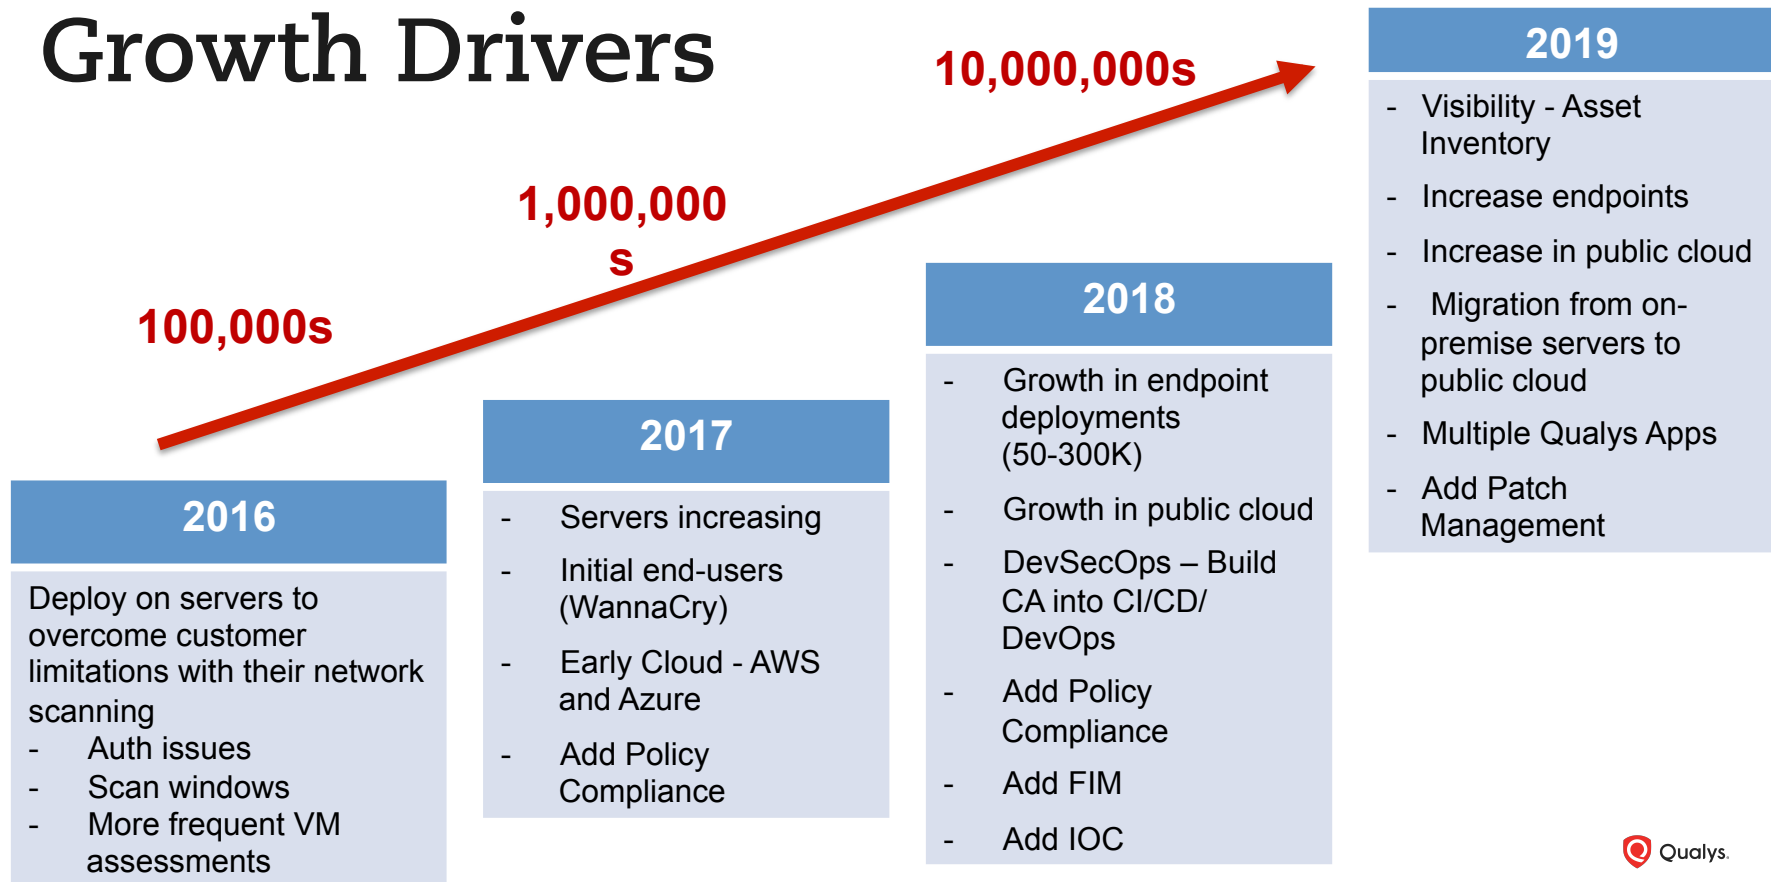 Growth Drivers
100,000s
1,000,000
s
10,000,000s
2016
Deploy on servers to
overcome customer
limitations with their network
scanning
- Auth issues
- Scan windows
- More frequent VM
assessments
2017
- Servers increasing
- Initial end-users
(WannaCry)
- Early Cloud - AWS
and Azure
- Add Policy
Compliance
2018
- Growth in endpoint
deployments
(50-300K)
- Growth in public cloud
- DevSecOps – Build
CA into CI/CD/
DevOps
- Add Policy
Compliance
- Add FIM
- Add IOC
2019
- Visibility - Asset
Inventory
- Increase endpoints
- Increase in public cloud
- Migration from on-
premise servers to
public cloud
- Multiple Qualys Apps
- Add Patch
Management
Qualys.